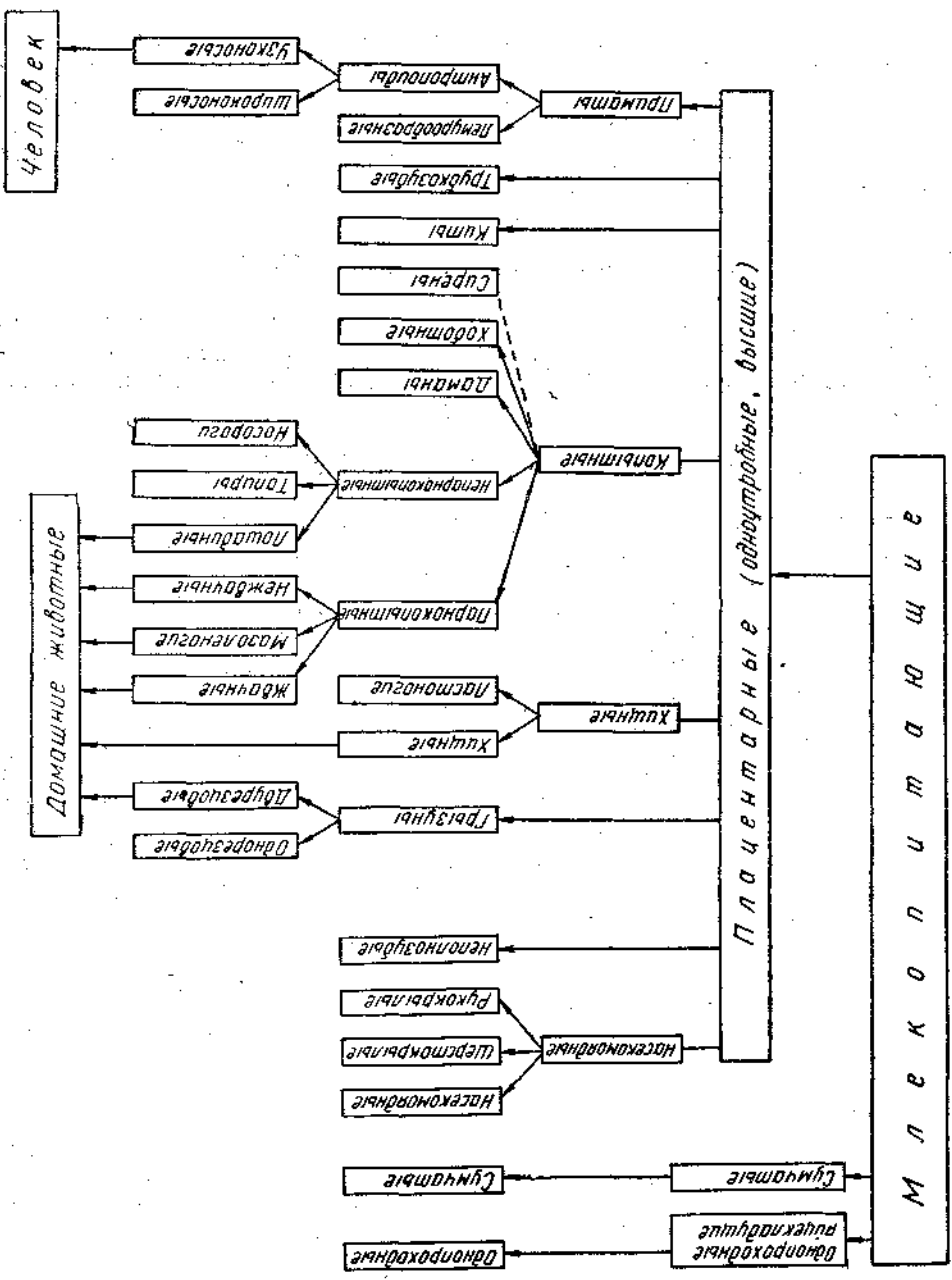 Млекопитающие
Однопроходные
яйцекладущие
Однопроходные
Сумчатые
Сумчатые
Плацентарные (одноутробные, высшие)
Насекомоядные
Насекомоядные
Шерстокрылые
Рукокрылые
Неполнозубые
Грызуны
Однорезцовые
Двурезцовые
Хищные
Хищные
Ластоногие
Копытные
Парнокопытные
Жвачные
Мазоленогие
Нежвачные
Непарнокопытные
Лошадиные
Тапиры
Носороги
Даманы
Хоботные
Сирены
Киты
Трубкозубые
Приматы
Лемурообразные
Антропоиды
Широконосые
Узконосые
Домашние животные
Человек